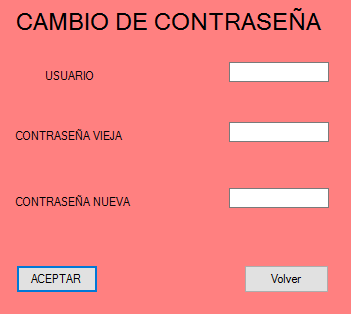 CAMBIO DE CONTRASEÑA
USUARIO
CONTRASEÑA VIEJA
CONTRASEÑA NUEVA
ACEPTAR
Volver